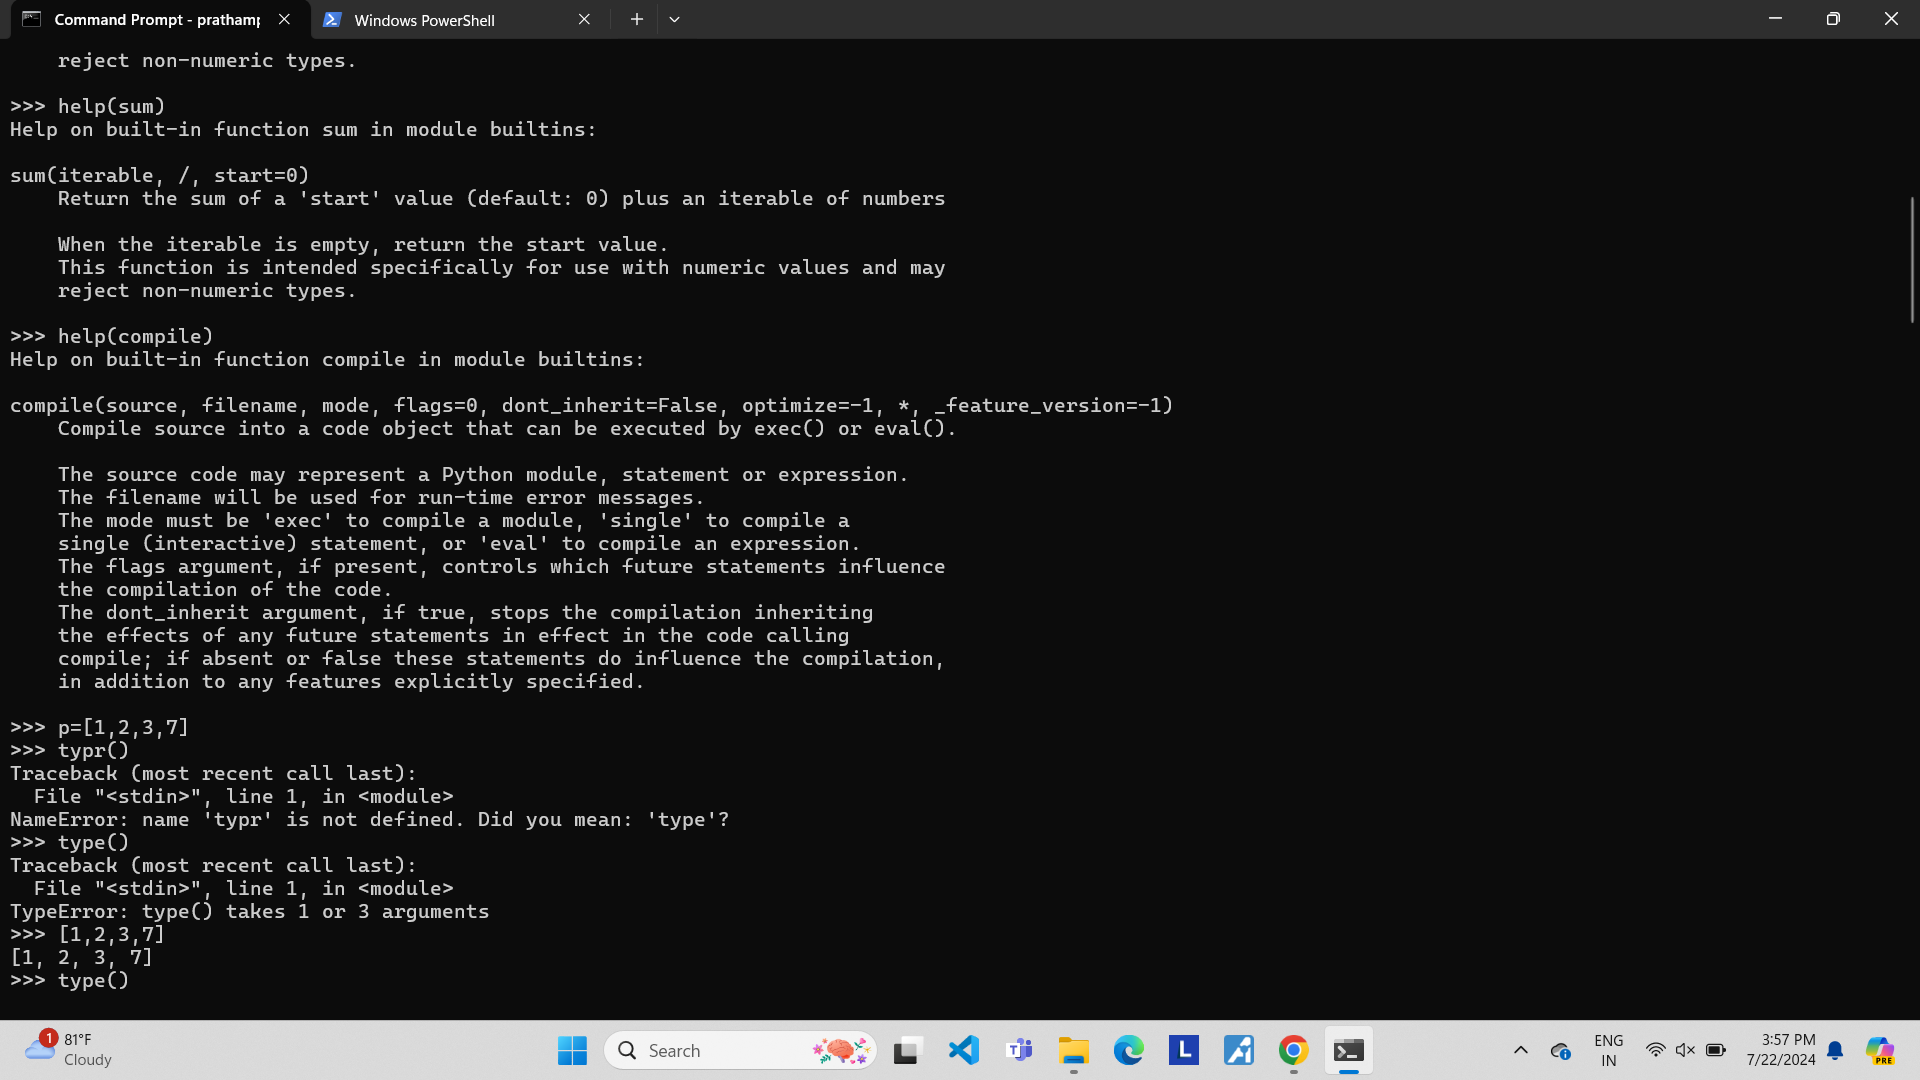 Command Prompt - prathamp
Windows PowerShell
    reject non-numeric types.
>>> help(sum)
Help on built-in function sum in module builtins:
sum(iterable, /, start=0)
    Return the sum of a 'start' value (default: 0) plus an iterable of numbers
    When the iterable is empty, return the start value.
    This function is intended specifically for use with numeric values and may
    reject non-numeric types.
>>> help(compile)
Help on built-in function compile in module builtins:
compile(source, filename, mode, flags=0, dont_inherit=False, optimize=-1, *, _feature_version=-1)
    Compile source into a code object that can be executed by exec() or eval().
    The source code may represent a Python module, statement or expression.
    The filename will be used for run-time error messages.
    The mode must be 'exec' to compile a module, 'single' to compile a
    single (interactive) statement, or 'eval' to compile an expression.
    The flags argument, if present, controls which future statements influence
    the compilation of the code.
    The dont_inherit argument, if true, stops the compilation inheriting
    the effects of any future statements in effect in the code calling
    compile; if absent or false these statements do influence the compilation,
    in addition to any features explicitly specified.
>>> p=[1,2,3,7]
>>> typr()
Traceback (most recent call last):
  File "<stdin>", line 1, in <module>
NameError: name 'typr' is not defined. Did you mean: 'type'?
>>> type()
Traceback (most recent call last):
  File "<stdin>", line 1, in <module>
TypeError: type() takes 1 or 3 arguments
>>> [1,2,3,7]
[1, 2, 3, 7]
>>> type()
1
81°F
Cloudy
Search
T
L
ENG
IN
3:57 PM
7/22/2024
PRE